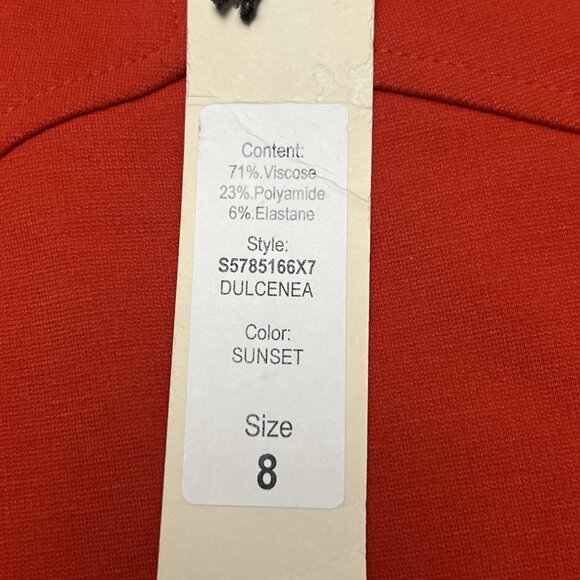 Content:
71%.Viscose
23%.Polyamide
6%.Elastane
Style:
S5785166X7
DULCENEA
Color:
SUNSET
Size
8